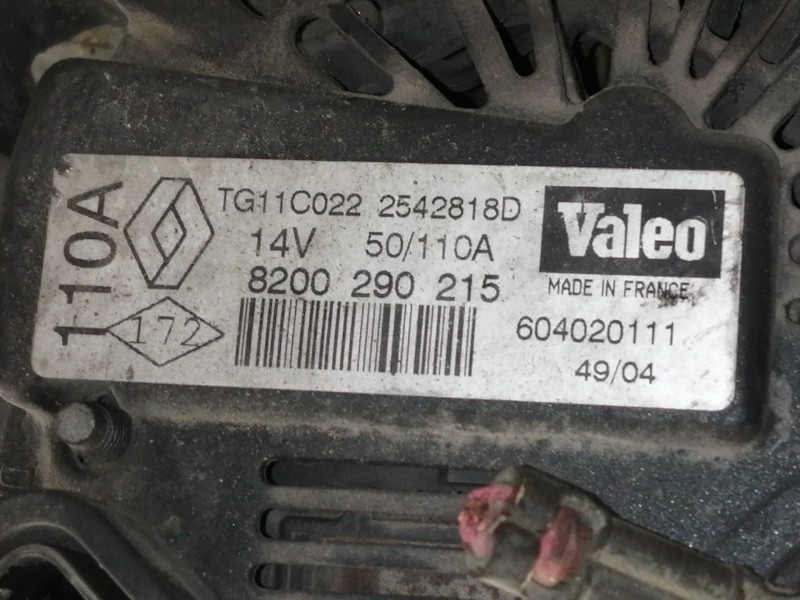 110A
TG11C022 2542818D
14V 50/110A
8200 290 215
172
Valeo
MADE IN FRANCE
604020111
49/04